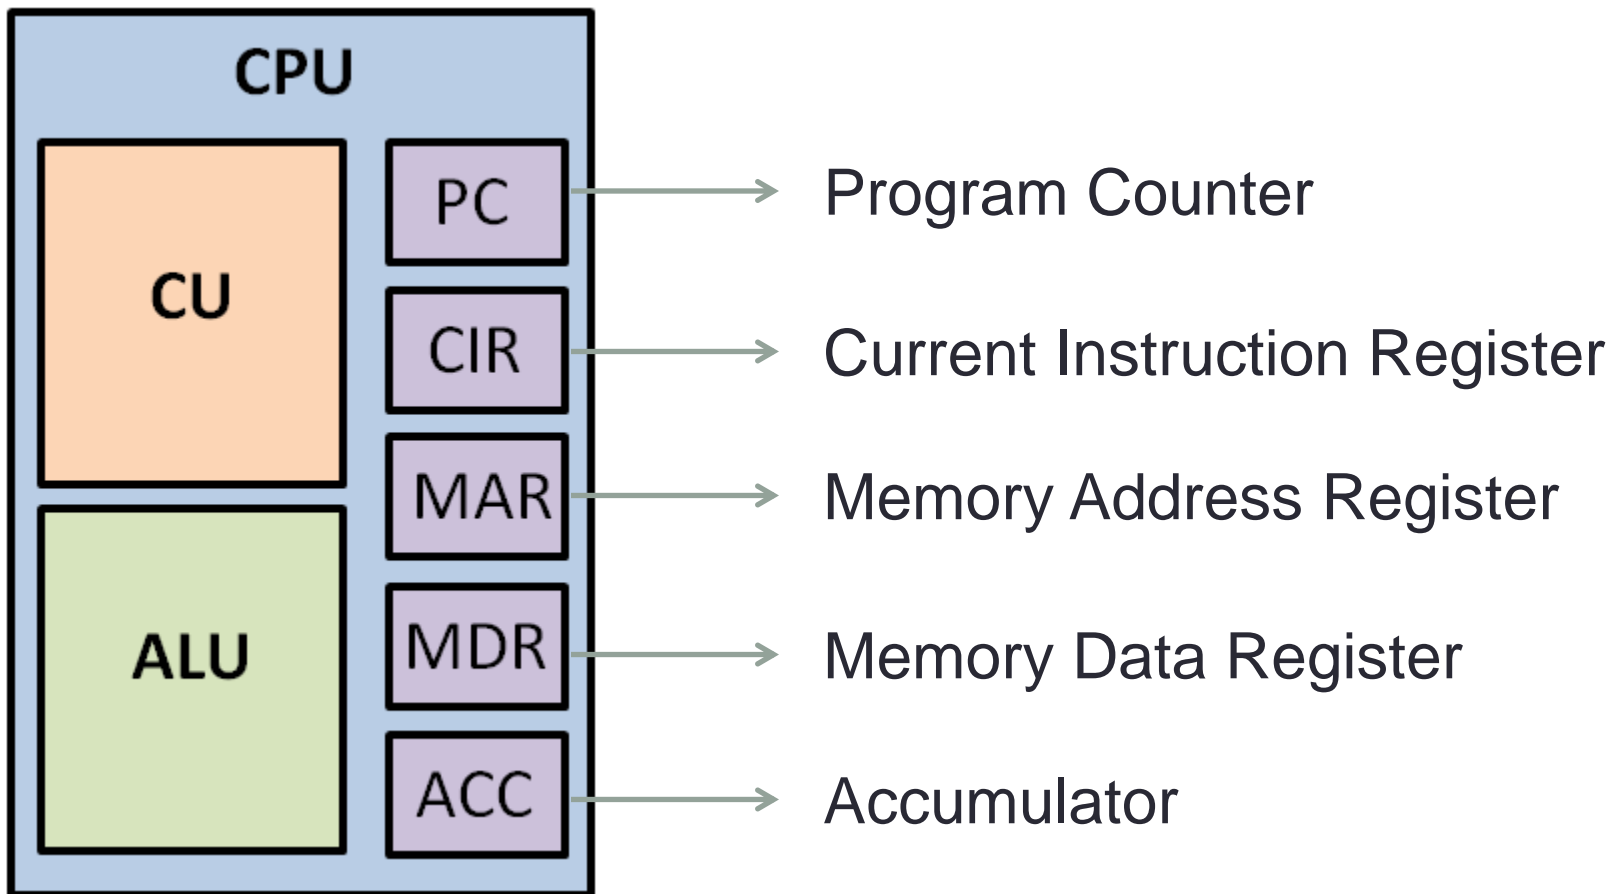 CPU
CU
ALU
PC
Program Counter
CIR
Current Instruction Register
MAR
Memory Address Register
MDR
Memory Data Register
ACC
Accumulator